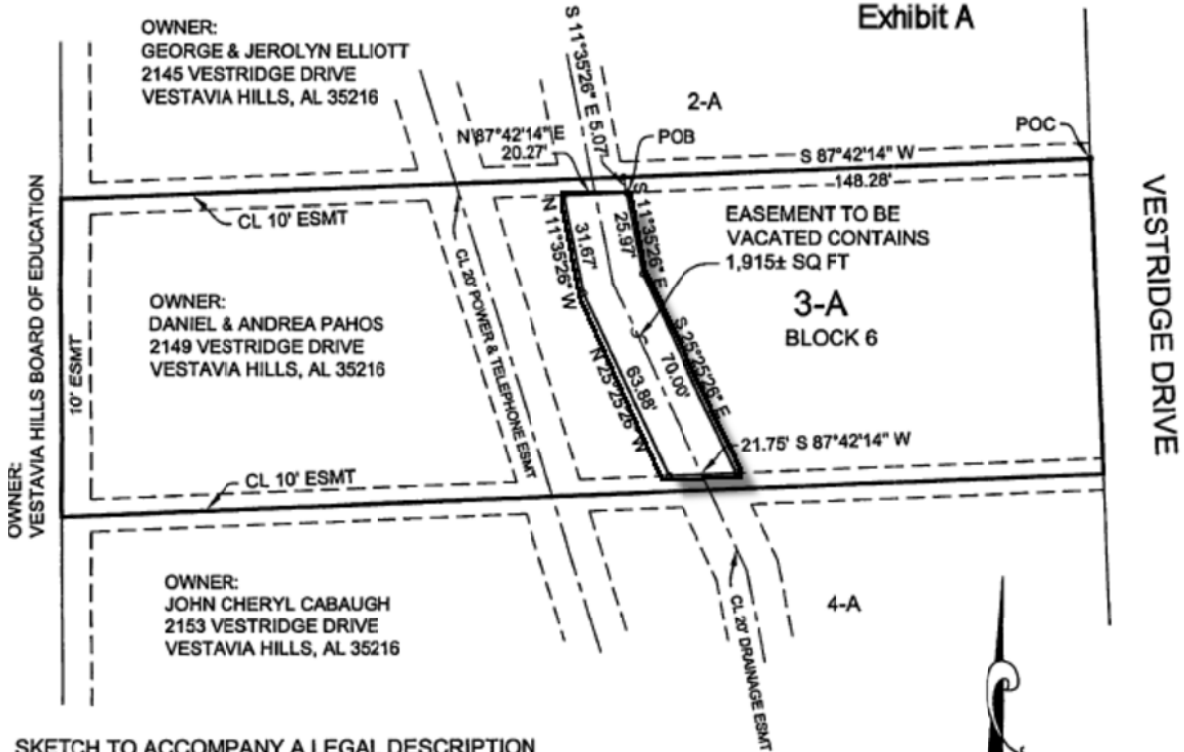 Exhibit A
OWNER:
GEORGE & JEROLYN ELLIOTT
2145 VESTRIDGE DRIVE
VESTAVIA HILLS, AL 35216
S 11°35'26" E 5.07'
2-A
N 87°42'14" E
20.27'
POB
POC
S 87°42'14" W
148.28'
CL 10' ESMT
EASEMENT TO BE
VACATED CONTAINS
1,915± SQ FT
S 11°35'26" E
25.97'
N 11°35'26" W
31.67'
3-A
BLOCK 6
VESTRIDGE DRIVE
OWNER:
VESTAVIA HILLS BOARD OF EDUCATION
10' ESMT
OWNER:
DANIEL & ANDREA PAHOS
2149 VESTRIDGE DRIVE
VESTAVIA HILLS, AL 35216
CL 20' POWER & TELEPHONE ESMT
S 25°25'26" E
70.00'
N 25°25'26" W
63.88'
21.75' S 87°42'14" W
CL 10' ESMT
OWNER:
JOHN CHERYL CABAUGH
2153 VESTRIDGE DRIVE
VESTAVIA HILLS, AL 35216
4-A
CL 20' DRAINAGE ESMT
SKETCH TO ACCOMPANY A LEGAL DESCRIPTION